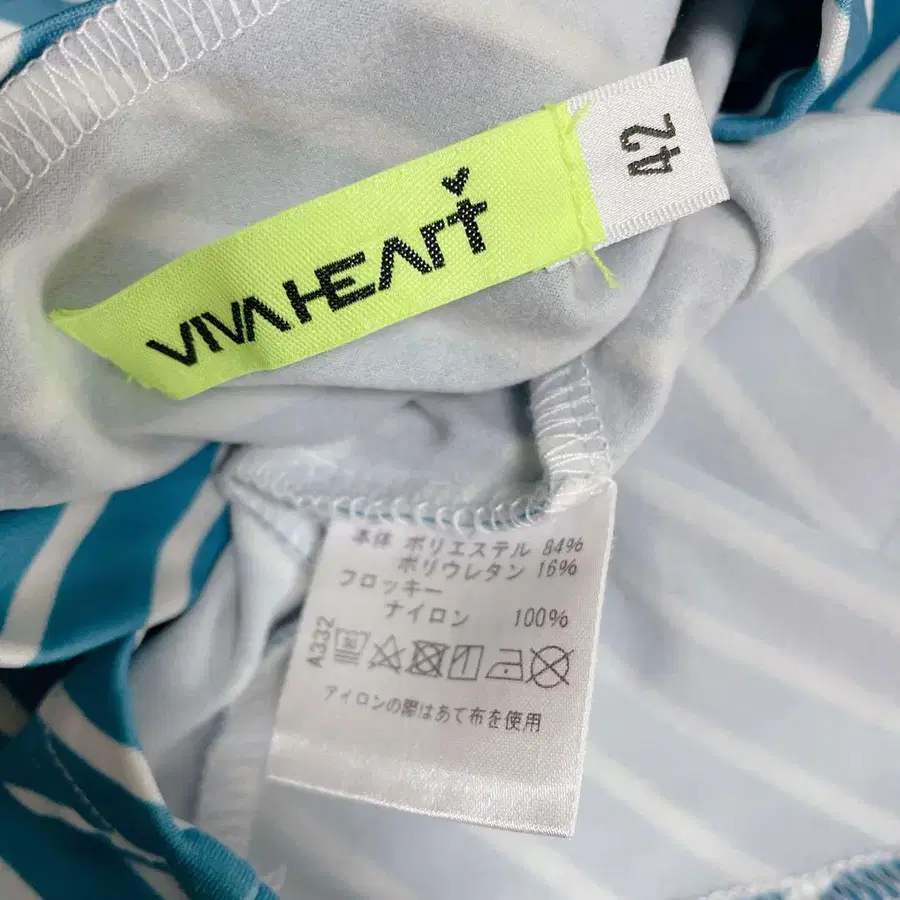 VIVAHEART
42
本体 ポリエステル 84%
ポリウレタン 16%
フロッキー
ナイロン 100%
A332
アイロンの際はあて布を使用